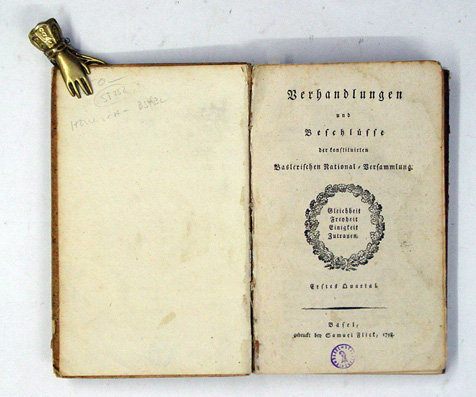 Verhandlungen
und
Beschlüsse
der konstituirten
Baslerischen National-Versammlung.
Gleichheit
Freyheit
Einigkeit
Zutrauen.
Erstes Quartal.
Basel,
gedruckt bey Samuel Flick, 1798.